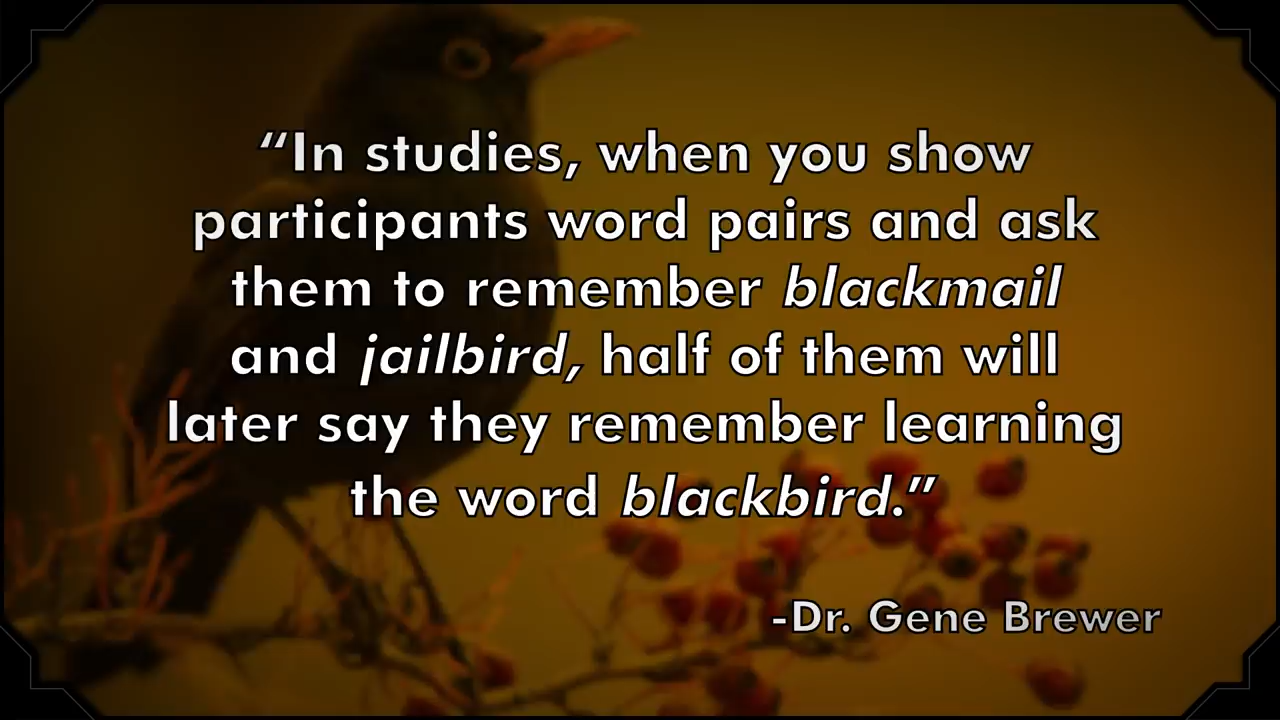 “In studies, when you show
participants word pairs and ask
them to remember blackmail
and jailbird, half of them will
later say they remember learning
the word blackbird.”
-Dr. Gene Brewer